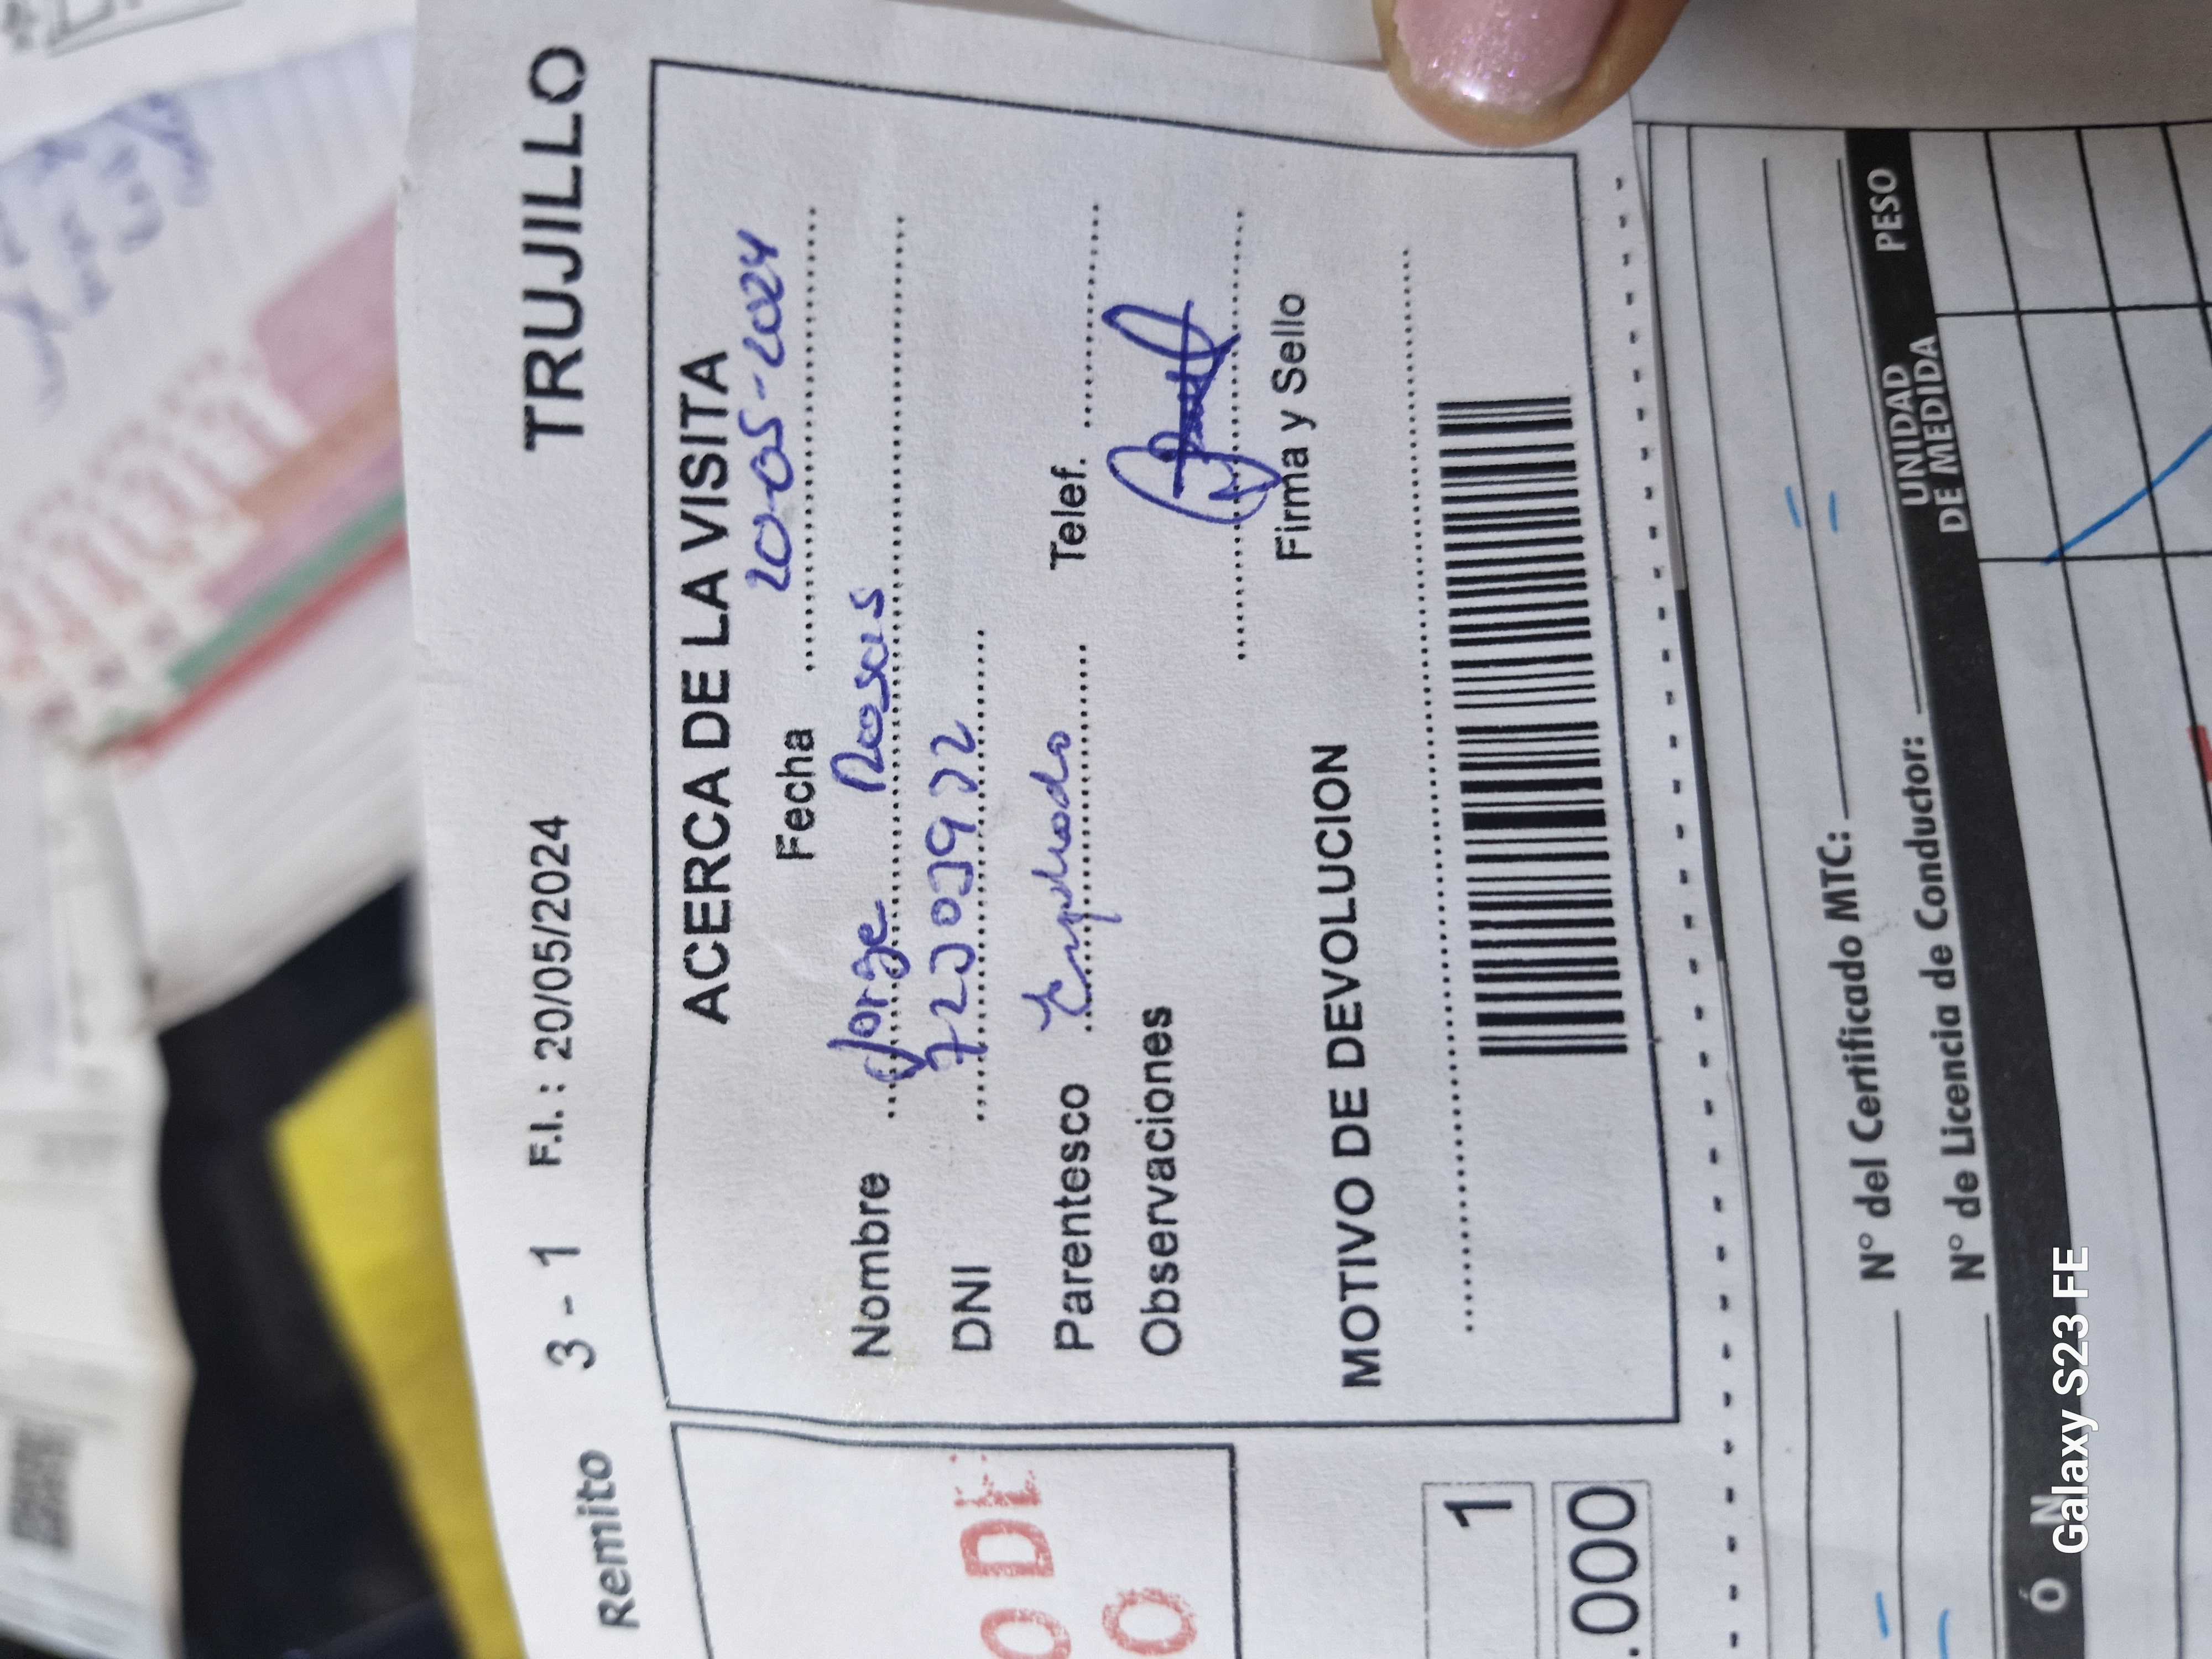 TRUJILLO
Remito 3 - 1 F.I. : 20/05/2024
ACERCA DE LA VISITA
Fecha 20-05-2024
Nombre Jorge Rosas
DNI
Parentesco Empleado Telef.
Observaciones
Firma y Sello
MOTIVO DE DEVOLUCION
O DE
O
1
.000
N° del Certificado MTC:
N° de Licencia de Conductor:
Ó N
UNIDAD
DE MEDIDA
PESO
Galaxy S23 FE